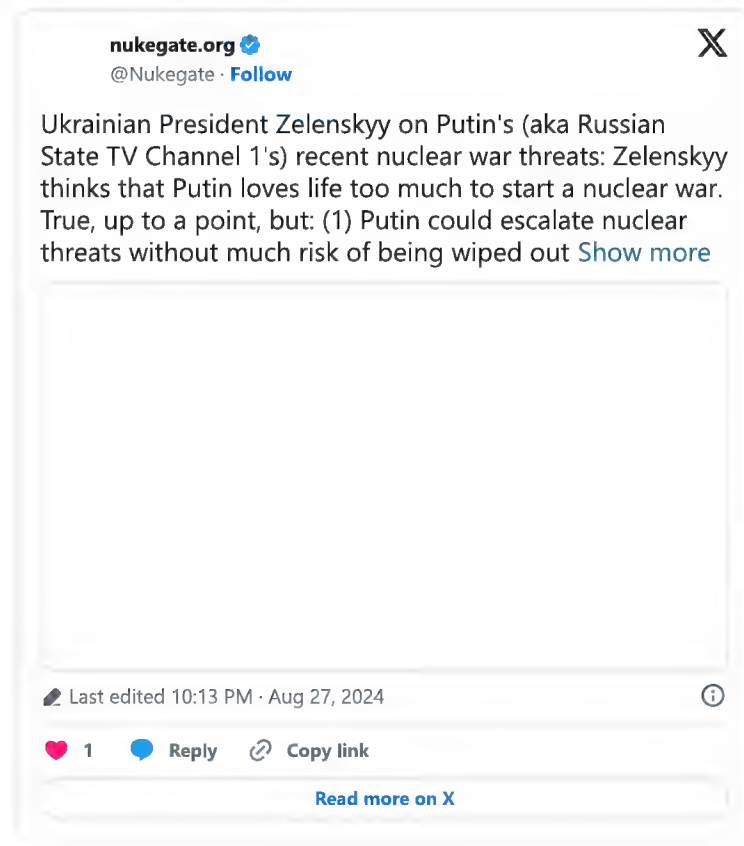 nukegate.org
@Nukegate · Follow
Ukrainian President Zelenskyy on Putin's (aka Russian
State TV Channel 1's) recent nuclear war threats: Zelenskyy
thinks that Putin loves life too much to start a nuclear war.
True, up to a point, but: (1) Putin could escalate nuclear
threats without much risk of being wiped out Show more
Last edited 10:13 PM · Aug 27, 2024
1 Reply Copy link
Read more on X